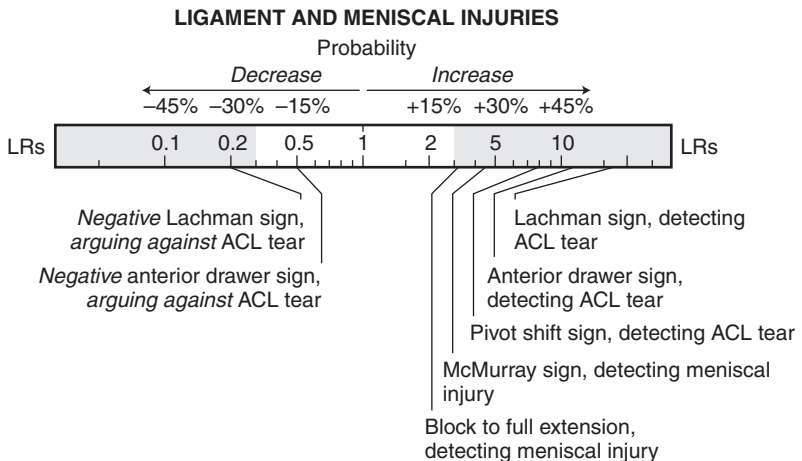 LIGAMENT AND MENISCAL INJURIES
Probability
Decrease Increase
–45% –30% –15% +15% +30% +45%
LRs 0.1 0.2 0.5 1 2 5 10 LRs
Negative Lachman sign,
arguing against ACL tear
Negative anterior drawer sign,
arguing against ACL tear
Lachman sign, detecting
ACL tear
Anterior drawer sign,
detecting ACL tear
Pivot shift sign, detecting ACL tear
McMurray sign, detecting meniscal
injury
Block to full extension,
detecting meniscal injury